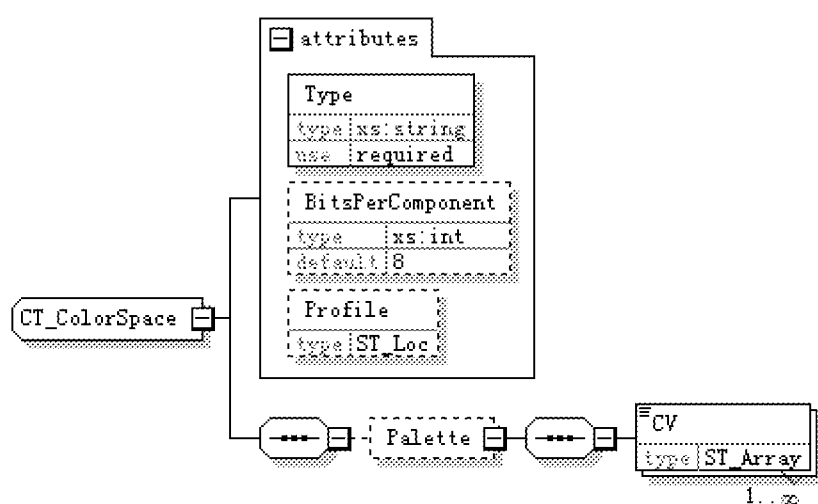 attributes
Type
type xs:string
use required
BitsPerComponent
type xs:int
default 8
Profile
type ST_Loc
CT_ColorSpace
Palette
CV
type ST_Array
1..∞